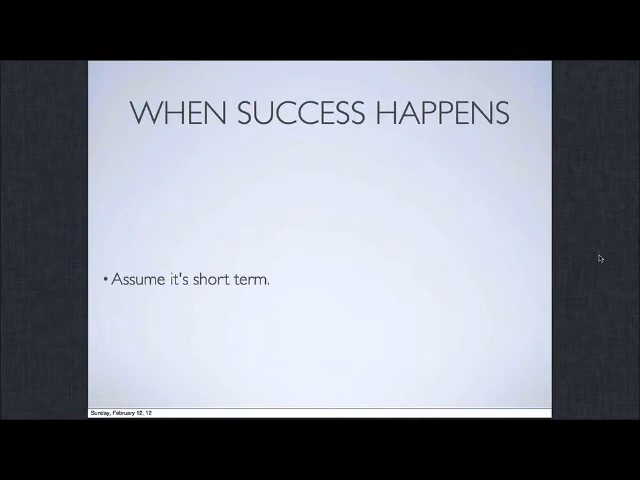 WHEN SUCCESS HAPPENS
• Assume it's short term.
Sunday, February 12, 12